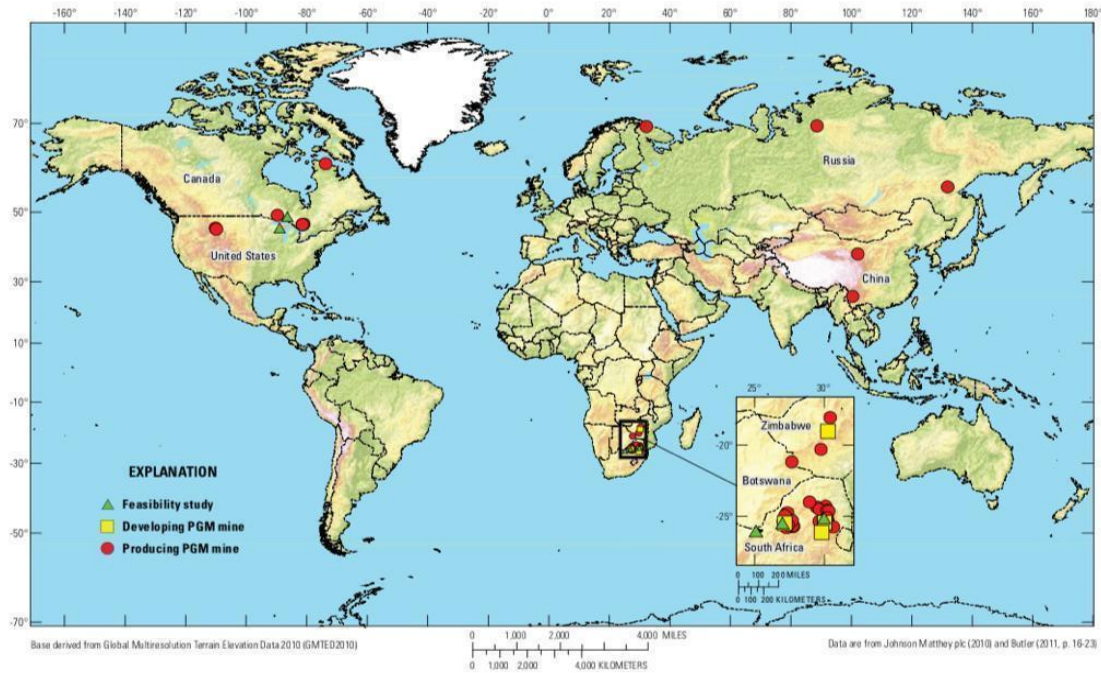 -160° -140° -120° -100° -80° -60° -40° -20° 0° 20° 40° 60° 80° 100° 120° 140° 160° 180°
70°
50°
30°
10°
-10°
-30°
-50°
-70°
Canada
United States
Russia
China
EXPLANATION
Feasibility study
Developing PGM mine
Producing PGM mine
25° 30°
Zimbabwe
-20°
Botswana
-25°
South Africa
0 100 200 MILES
0 100 200 KILOMETERS
Base derived from Global Multiresolution Terrain Elevation Data 2010 (GMTED2010)
0 1,000 2,000 4,000 MILES
0 1,000 2,000 4,000 KILOMETERS
Data are from Johnson Matthey plc (2010) and Butler (2011, p. 16-23)